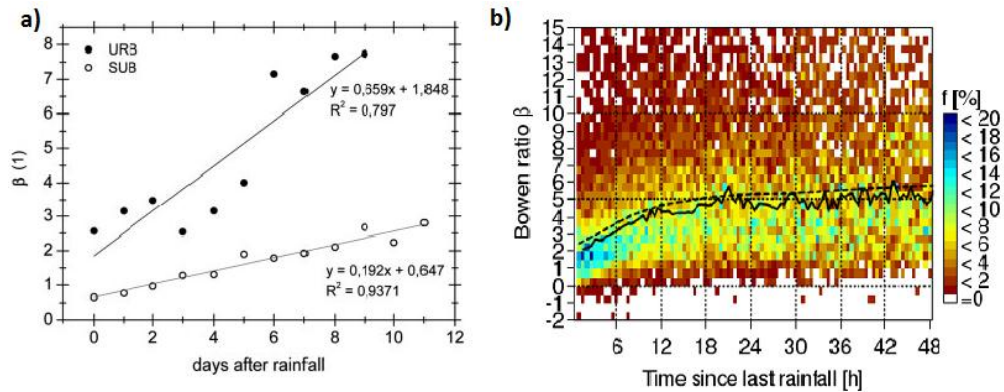 a)
β (1)
8
7
6
5
4
3
2
1
0
URB
SUB
y = 0,659x + 1,848
R² = 0,797
y = 0,192x + 0,647
R² = 0,9371
0 2 4 6 8 10 12
days after rainfall
b)
Bowen ratio β
15
14
13
12
11
10
9
8
7
6
5
4
3
2
1
0
-1
-2
6 12 18 24 30 36 42 48
Time since last rainfall [h]
f [%]
< 20
< 18
< 16
< 14
< 12
< 10
< 8
< 6
< 4
< 2
=0